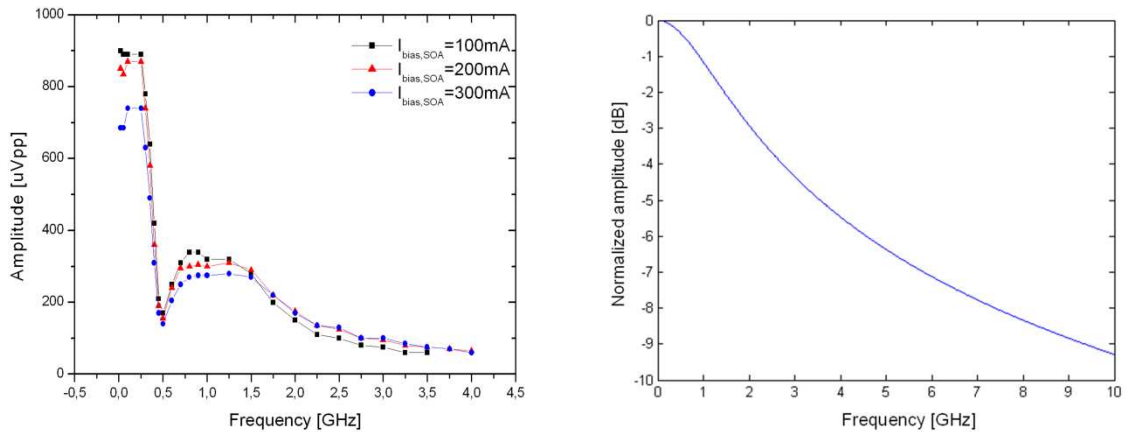 1000
800
600
400
200
0
Amplitude [uVpp]
I bias,SOA=100mA
I bias,SOA=200mA
I bias,SOA=300mA
-0,5 0,0 0,5 1,0 1,5 2,0 2,5 3,0 3,5 4,0 4,5
Frequency [GHz]
0
-1
-2
-3
-4
-5
-6
-7
-8
-9
-10
Normalized amplitude [dB]
0 1 2 3 4 5 6 7 8 9 10
Frequency [GHz]